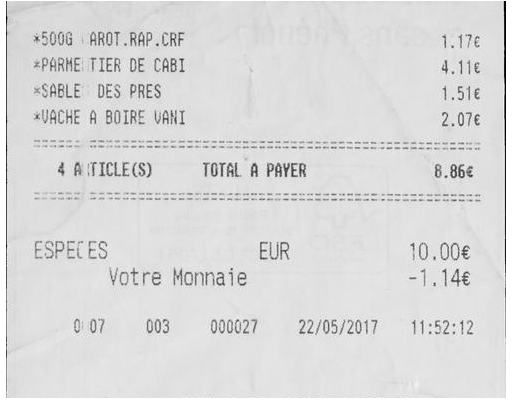 *500G CAROT.RAP.CRF 1.17€
*PARMENTIER DE CABI 4.11€
*SABLE DES PRES 1.51€
*VACHE A BOIRE VANI 2.07€
4 ARTICLE(S) TOTAL A PAYER 8.86€
ESPECES EUR 10.00€
Votre Monnaie -1.14€
0007 003 000027 22/05/2017 11:52:12